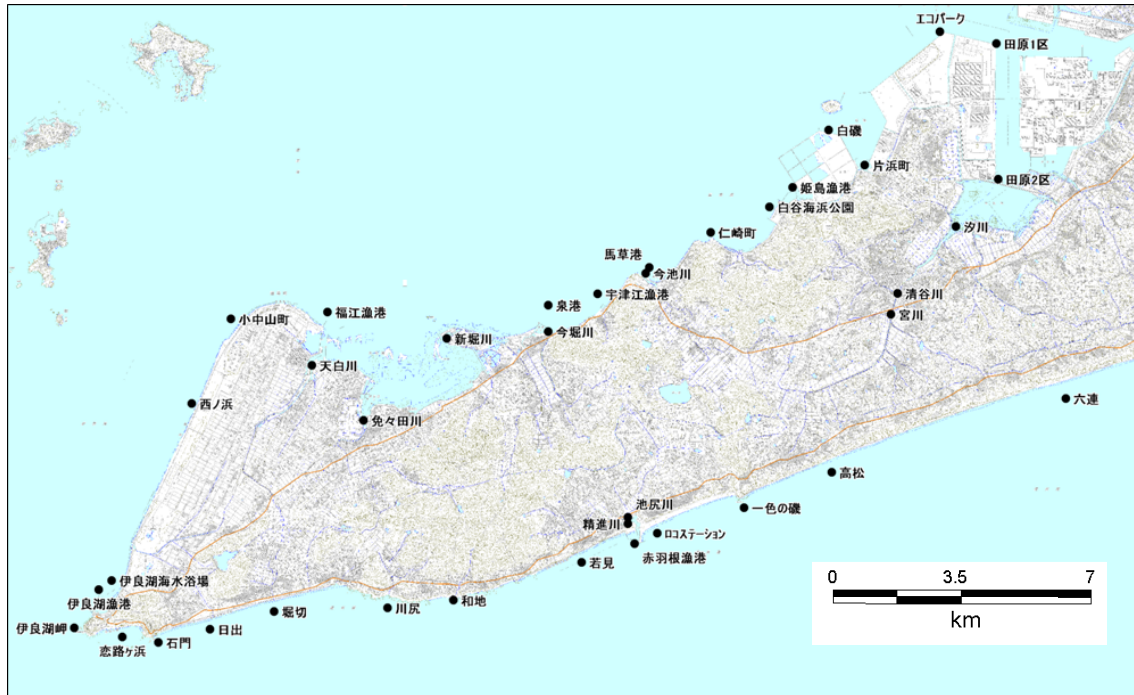 エコパーク
田原1区
白磯
片浜町
田原2区
姫島漁港
白谷海浜公園
汐川
仁崎町
馬草港
今池川
清谷川
宇津江漁港
泉港
宮川
福江漁港
小中山町
新堀川
今堀川
天白川
西ノ浜
六連
免々田川
高松
池尻川
一色の磯
精進川
ロコステーション
赤羽根漁港
若見
伊良湖海水浴場
伊良湖漁港
和地
川尻
堀切
伊良湖岬
日出
石門
恋路ヶ浜
0 3.5 7
km